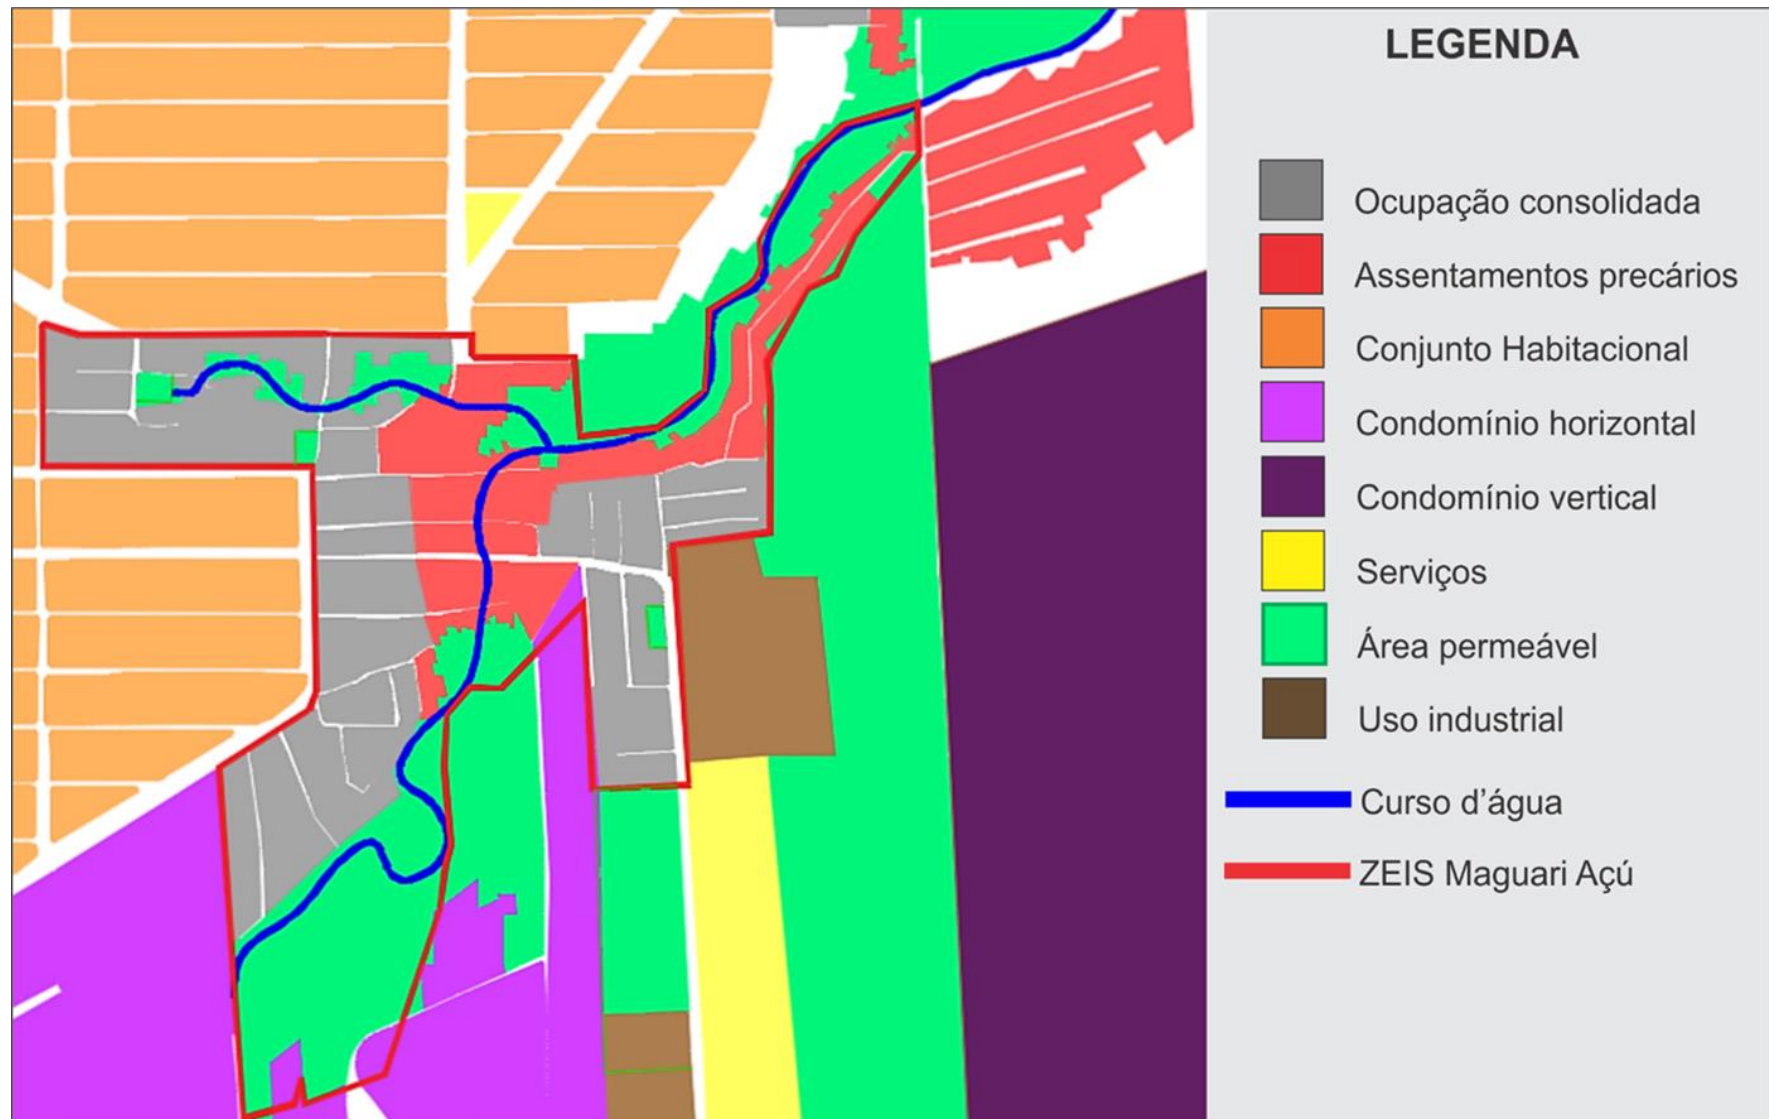 LEGENDA
Ocupação consolidada
Assentamentos precários
Conjunto Habitacional
Condomínio horizontal
Condomínio vertical
Serviços
Área permeável
Uso industrial
Curso d’água
ZEIS Maguari Açú